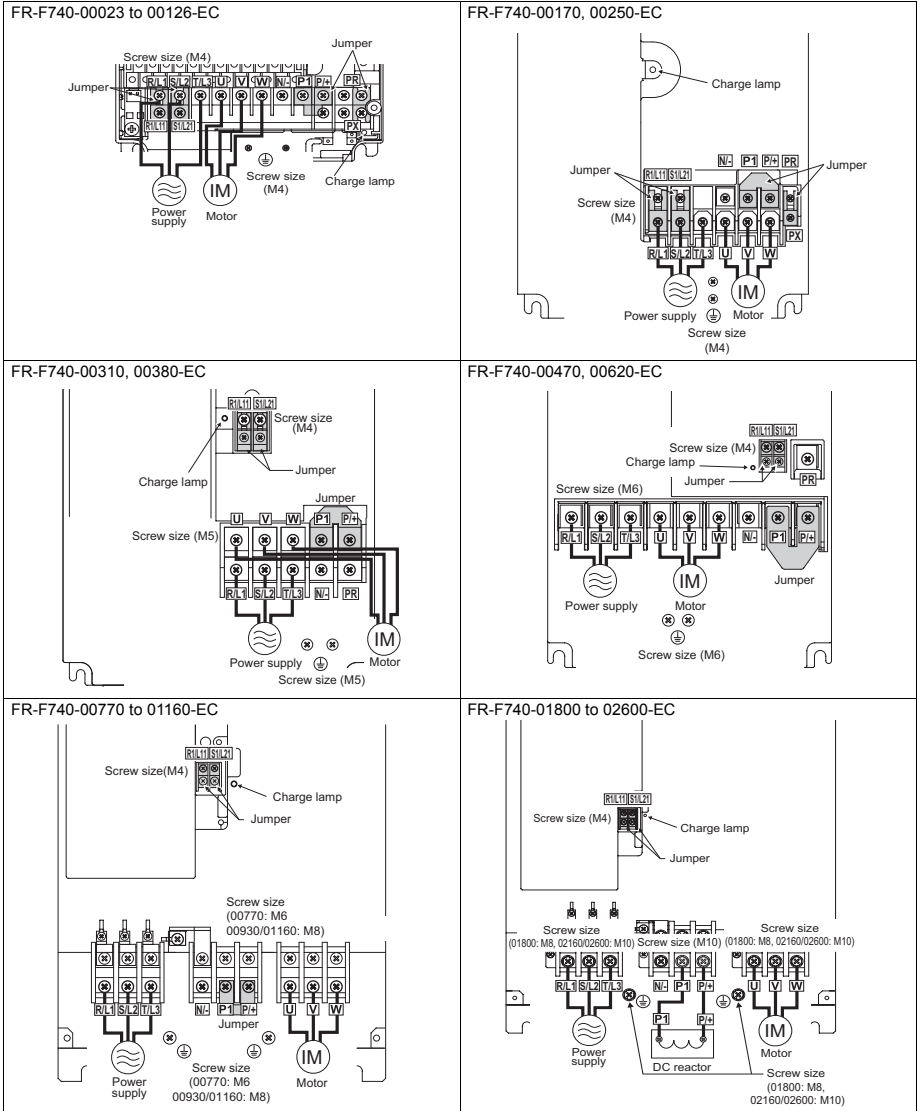 FR-F740-00023 to 00126-EC
Jumper
Screw size (M4)
Jumper
R/L1 S/L2 T/L3 U V W N/- P1 P/+ PR
R1/L11 S1/L21
PX
Screw size
(M4)
Charge lamp
IM
Power
supply
Motor
FR-F740-00170, 00250-EC
Charge lamp
N/- P1 P/+ PR
Jumper
Jumper
R1/L11 S1/L21
Screw size
(M4)
PX
R/L1 S/L2 T/L3 U V W
IM
Power supply
Motor
Screw size
(M4)
FR-F740-00310, 00380-EC
R1/L11 S1/L21
Screw size
(M4)
Jumper
Charge lamp
Jumper
U V W P1 P/+
Screw size (M5)
R/L1 S/L2 T/L3 N/- PR
IM
Power supply
Motor
Screw size (M5)
FR-F740-00470, 00620-EC
R1/L11 S1/L21
Screw size (M4)
Charge lamp
Jumper
PR
Screw size (M6)
R/L1 S/L2 T/L3 U V W N/- P1 P/+
IM
Jumper
Power supply
Motor
Screw size (M6)
FR-F740-00770 to 01160-EC
R1/L11 S1/L21
Screw size(M4)
Charge lamp
Jumper
Screw size
(00770: M6
00930/01160: M8)
R/L1 S/L2 T/L3 N/- P1 P/+ U V W
Jumper
IM
Power
supply
Screw size
(00770: M6
00930/01160: M8)
Motor
FR-F740-01800 to 02600-EC
R1/L11 S1/L21
Screw size (M4)
Charge lamp
Jumper
Screw size
(01800: M8, 02160/02600: M10)
Screw size (M10)
Screw size
(01800: M8, 02160/02600: M10)
R/L1 S/L2 T/L3 N/- P1 P/+ U V W
P1 P/+
IM
Power
supply
DC reactor
Motor
Screw size
(01800: M8,
02160/02600: M10)